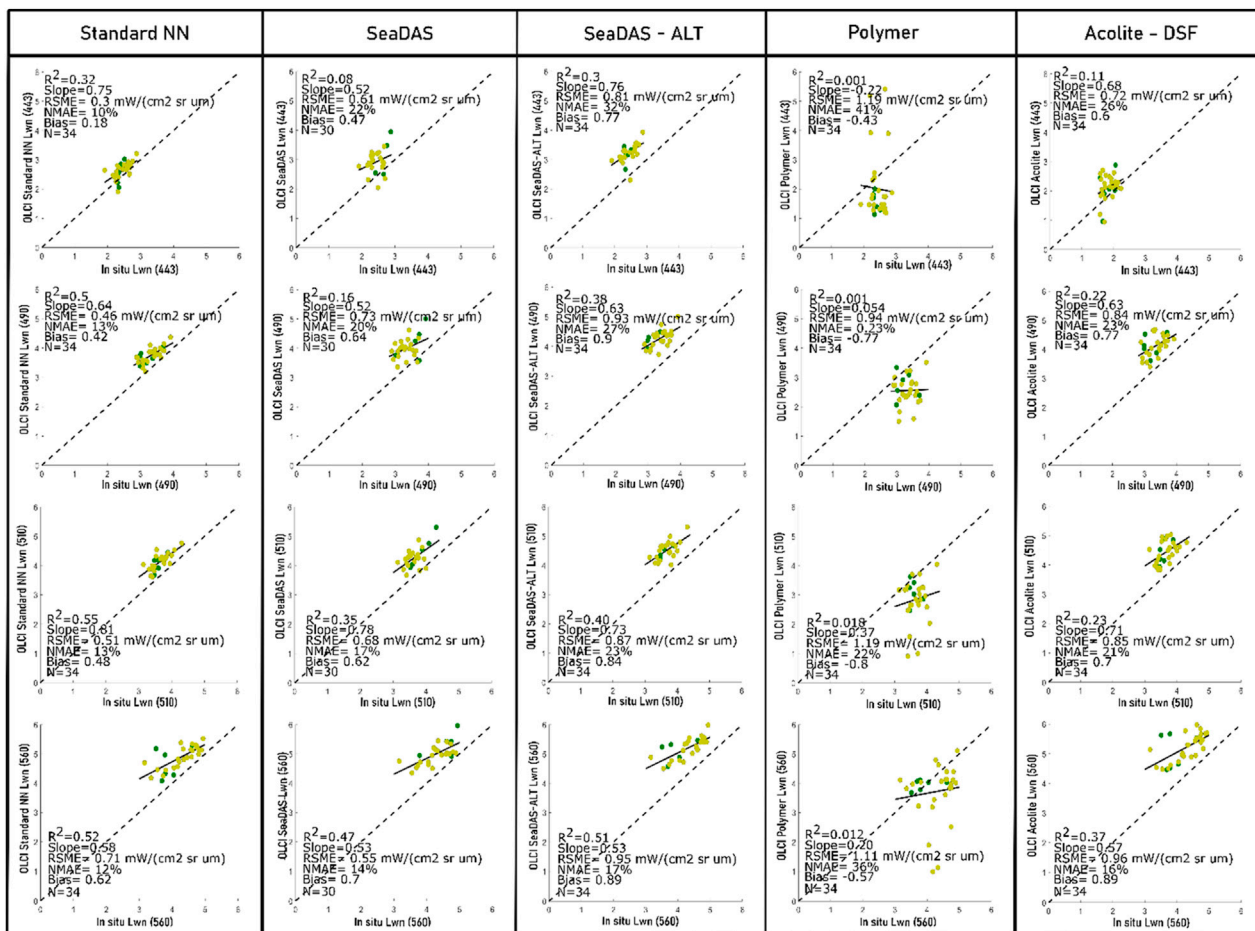 Standard NN
SeaDAS
SeaDAS - ALT
Polymer
Acolite - DSF
OLCI Standard NN Lwn (443)
R2=0.32
Slope=0.75
RSME= 0.3 mW/(cm2 sr um)
NMAE= 10%
Bias= 0.18
N=34
In situ Lwn (443)
OLCI SeaDAS Lwn (443)
R2=0.08
Slope=0.52
RSME= 0.61 mW/(cm2 sr um)
NMAE= 22%
Bias= 0.47
N=30
In situ Lwn (443)
OLCI SeaDAS-ALT Lwn (443)
R2=0.3
Slope=0.76
RSME= 0.81 mW/(cm2 sr um)
NMAE= 32%
Bias= 0.77
N=34
In situ Lwn (443)
OLCI Polymer Lwn (443)
R2=0.001
Slope=-0.22
RSME= 1.19 mW/(cm2 sr um)
NMAE= 41%
Bias= -0.43
N=34
In situ Lwn (443)
OLCI Acolite Lwn (443)
R2=0.11
Slope=0.68
RSME= 0.72 mW/(cm2 sr um)
NMAE= 26%
Bias= 0.6
N=34
In situ Lwn (443)
OLCI Standard NN Lwn (490)
R2=0.5
Slope=0.64
RSME= 0.46 mW/(cm2 sr um)
NMAE= 13%
Bias= 0.42
N=34
In situ Lwn (490)
OLCI SeaDAS Lwn (490)
R2=0.16
Slope=0.52
RSME= 0.73 mW/(cm2 sr um)
NMAE= 20%
Bias= 0.64
N=30
In situ Lwn (490)
OLCI SeaDAS-ALT Lwn (490)
R2=0.38
Slope=0.63
RSME= 0.93 mW/(cm2 sr um)
NMAE= 27%
Bias= 0.9
N=34
In situ Lwn (490)
OLCI Polymer Lwn (490)
R2=0.001
Slope=0.054
RSME= 0.94 mW/(cm2 sr um)
NMAE= 0.23%
Bias= -0.77
N=34
In situ Lwn (490)
OLCI Acolite Lwn (490)
R2=0.22
Slope=0.63
RSME= 0.84 mW/(cm2 sr um)
NMAE= 23%
Bias= 0.77
N=34
In situ Lwn (490)
OLCI Standard NN Lwn (510)
R2=0.55
Slope=0.81
RSME= 0.51 mW/(cm2 sr um)
NMAE= 13%
Bias= 0.48
N=34
In situ Lwn (510)
OLCI SeaDAS Lwn (510)
R2=0.35
Slope=0.78
RSME= 0.68 mW/(cm2 sr um)
NMAE= 17%
Bias= 0.62
N=30
In situ Lwn (510)
OLCI SeaDAS-ALT Lwn (510)
R2=0.40
Slope=0.73
RSME= 0.87 mW/(cm2 sr um)
NMAE= 23%
Bias= 0.84
N=34
In situ Lwn (510)
OLCI Polymer Lwn (510)
R2=0.018
Slope=0.37
RSME= 1.19 mW/(cm2 sr um)
NMAE= 22%
Bias= -0.8
N=34
In situ Lwn (510)
OLCI Acolite Lwn (510)
R2=0.23
Slope=0.71
RSME= 0.85 mW/(cm2 sr um)
NMAE= 21%
Bias= 0.7
N=34
In situ Lwn (510)
OLCI Standard NN Lwn (560)
R2=0.52
Slope=0.58
RSME= 0.71 mW/(cm2 sr um)
NMAE= 12%
Bias= 0.62
N=34
In situ Lwn (560)
OLCI SeaDAS Lwn (560)
R2=0.47
Slope=0.53
RSME= 0.55 mW/(cm2 sr um)
NMAE= 14%
Bias= 0.7
N=30
In situ Lwn (560)
OLCI SeaDAS-ALT Lwn (560)
R2=0.51
Slope=0.53
RSME= 0.95 mW/(cm2 sr um)
NMAE= 17%
Bias= 0.89
N=34
In situ Lwn (560)
OLCI Polymer Lwn (560)
R2=0.012
Slope=0.20
RSME= 1.11 mW/(cm2 sr um)
NMAE= 36%
Bias= -0.57
N=34
In situ Lwn (560)
OLCI Acolite Lwn (560)
R2=0.37
Slope=0.57
RSME= 0.96 mW/(cm2 sr um)
NMAE= 16%
Bias= 0.89
N=34
In situ Lwn (560)